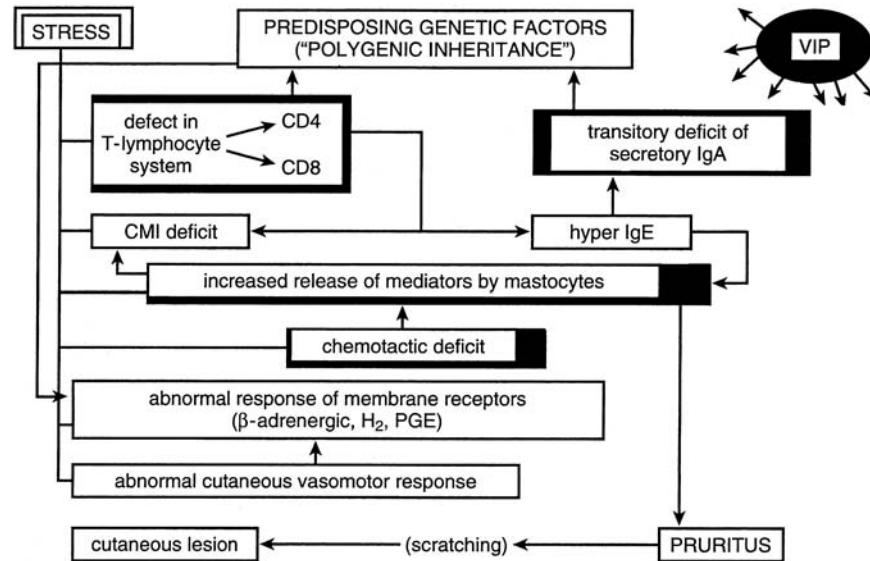 STRESS
PREDISPOSING GENETIC FACTORS
(“POLYGENIC INHERITANCE”)
VIP
defect in
T-lymphocyte
system
CD4
CD8
transitory deficit of
secretory IgA
CMI deficit
hyper IgE
increased release of mediators by mastocytes
chemotactic deficit
abnormal response of membrane receptors
(β-adrenergic, H₂, PGE)
abnormal cutaneous vasomotor response
cutaneous lesion
(scratching)
PRURITUS